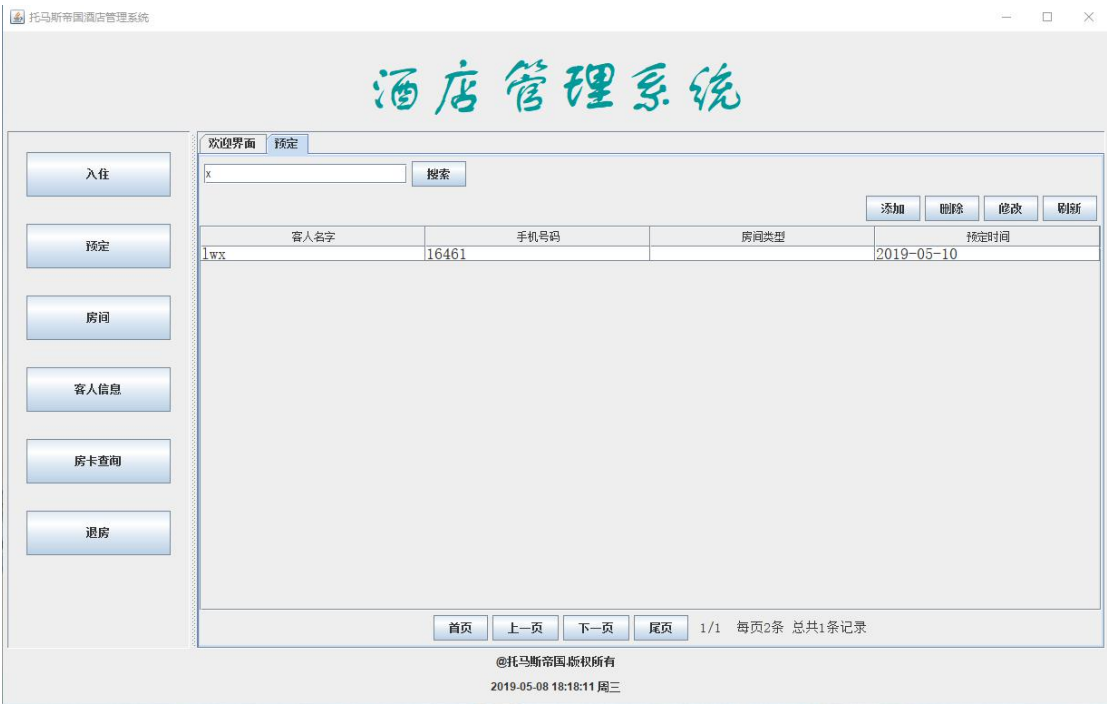 托马斯帝国酒店管理系统
酒店管理系统
欢迎界面 预定
入住
x 搜索
添加 删除 修改 刷新
客人名字 手机号码 房间类型 预定时间
lwx 16461 2019-05-10
预定
房间
客人信息
房卡查询
退房
首页 上一页 下一页 尾页 1/1 每页2条 总共1条记录
@托马斯帝国.版权所有
2019-05-08 18:18:11 周三